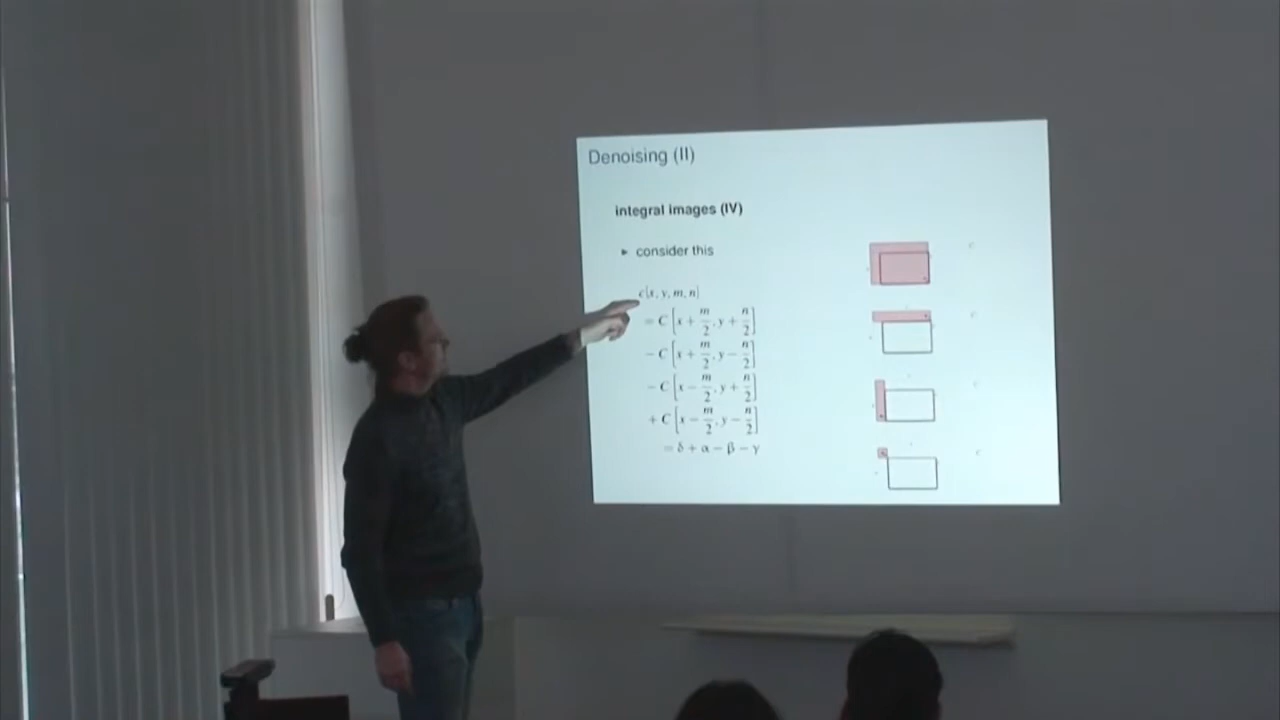 Denoising (II)
integral images (IV)
▸ consider this
c[x, y, m, n]
= C [x + m/2, y + n/2]
− C [x + m/2, y − n/2]
− C [x − m/2, y + n/2]
+ C [x − m/2, y − n/2]
= δ + α − β − γ